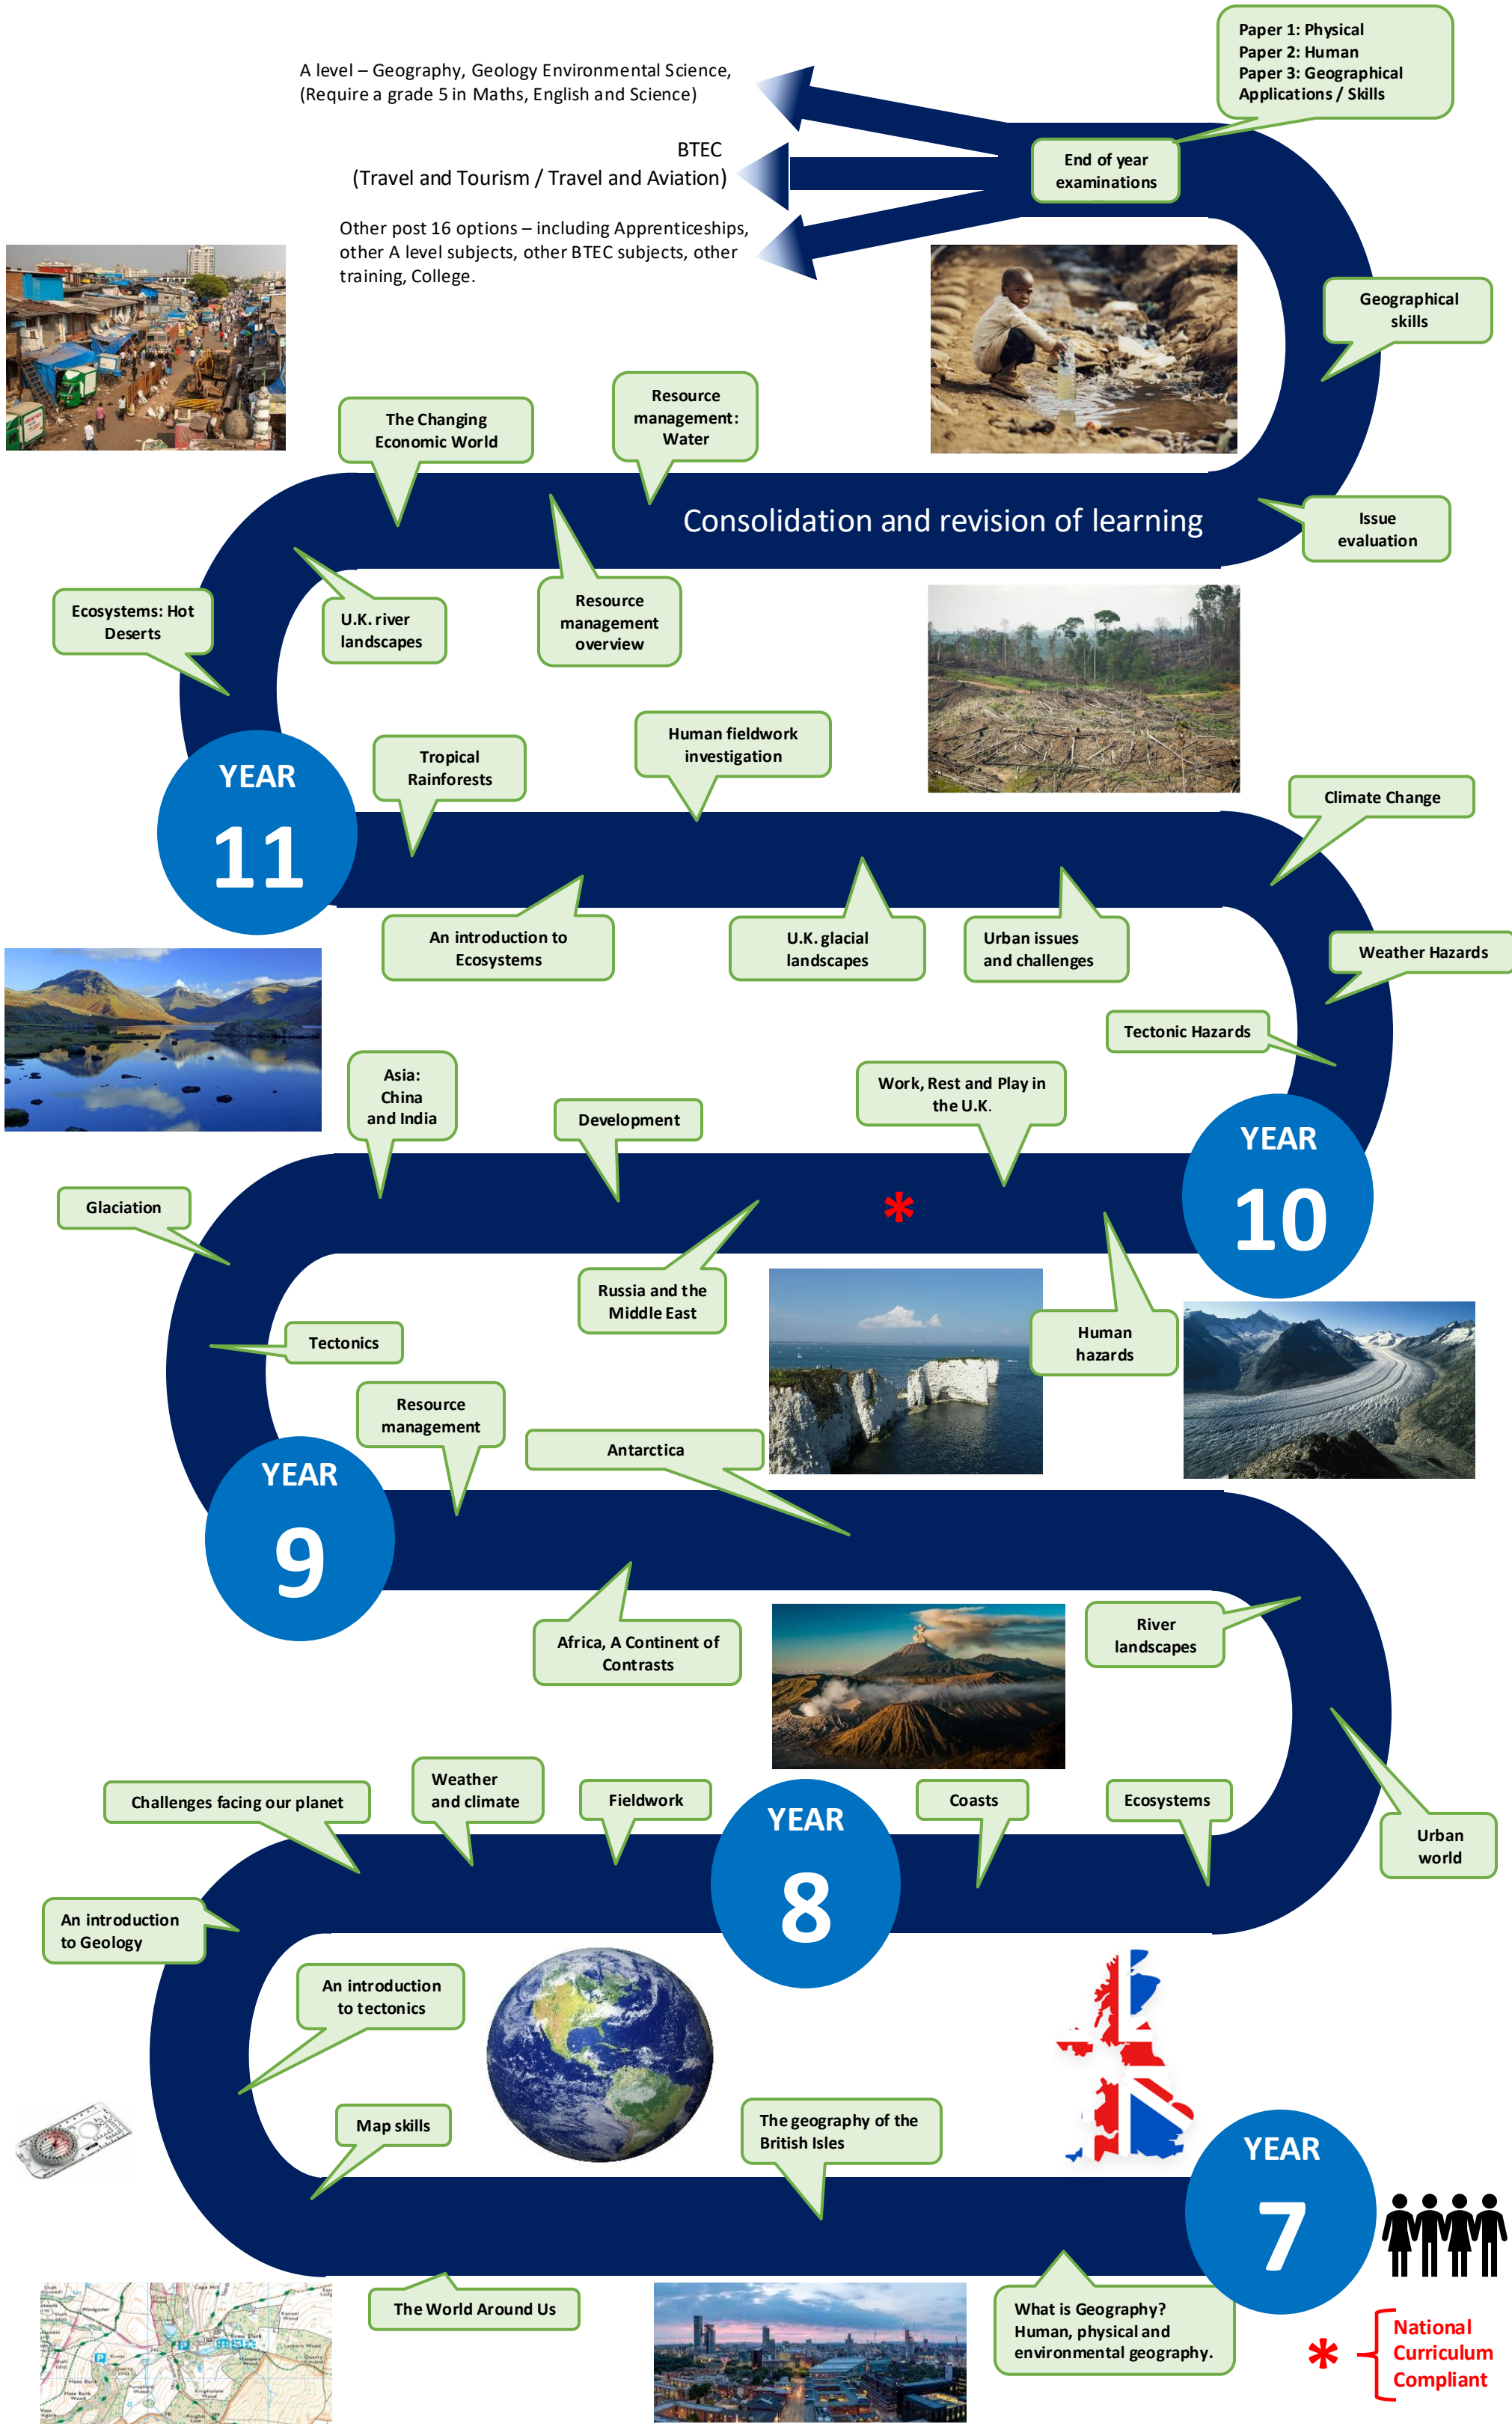 Paper 1: Physical
Paper 2: Human
Paper 3: Geographical
Applications / Skills
A level – Geography, Geology Environmental Science,
(Require a grade 5 in Maths, English and Science)
BTEC
(Travel and Tourism / Travel and Aviation)
Other post 16 options – including Apprenticeships,
other A level subjects, other BTEC subjects, other
training, College.
End of year
examinations
Geographical
skills
The Changing
Economic World
Resource
management:
Water
Consolidation and revision of learning
Issue
evaluation
Ecosystems: Hot
Deserts
U.K. river
landscapes
Resource
management
overview
YEAR
11
Tropical
Rainforests
Human fieldwork
investigation
Climate Change
An introduction to
Ecosystems
U.K. glacial
landscapes
Urban issues
and challenges
Weather Hazards
Tectonic Hazards
Asia:
China
and India
Development
Work, Rest and Play in
the U.K.
YEAR
10
Glaciation
*
Russia and the
Middle East
Human
hazards
Tectonics
Resource
management
Antarctica
YEAR
9
Africa, A Continent of
Contrasts
River
landscapes
Challenges facing our planet
Weather
and climate
Fieldwork
YEAR
8
Coasts
Ecosystems
Urban
world
An introduction
to Geology
An introduction
to tectonics
Map skills
The geography of the
British Isles
YEAR
7
The World Around Us
What is Geography?
Human, physical and
environmental geography.
*
National
Curriculum
Compliant